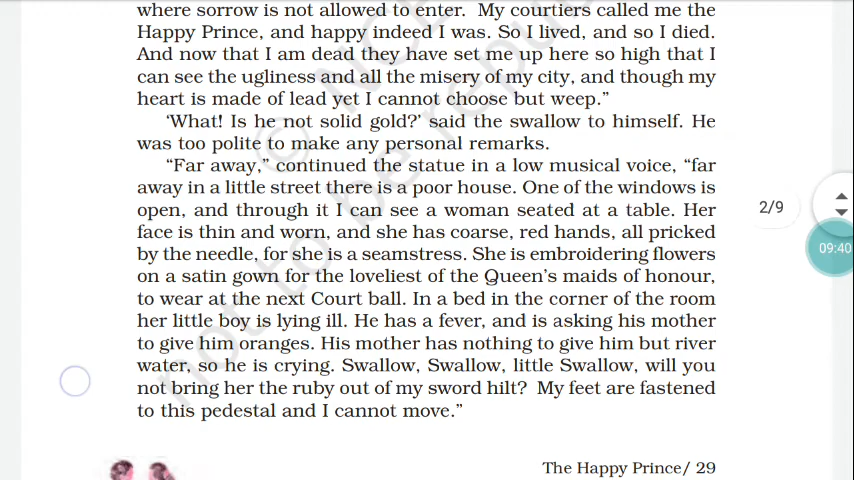 where sorrow is not allowed to enter. My courtiers called me the
Happy Prince, and happy indeed I was. So I lived, and so I died.
And now that I am dead they have set me up here so high that I
can see the ugliness and all the misery of my city, and though my
heart is made of lead yet I cannot choose but weep.”
‘What! Is he not solid gold?’ said the swallow to himself. He
was too polite to make any personal remarks.
“Far away,” continued the statue in a low musical voice, “far
away in a little street there is a poor house. One of the windows is
open, and through it I can see a woman seated at a table. Her
face is thin and worn, and she has coarse, red hands, all pricked
by the needle, for she is a seamstress. She is embroidering flowers
on a satin gown for the loveliest of the Queen’s maids of honour,
to wear at the next Court ball. In a bed in the corner of the room
her little boy is lying ill. He has a fever, and is asking his mother
to give him oranges. His mother has nothing to give him but river
water, so he is crying. Swallow, Swallow, little Swallow, will you
not bring her the ruby out of my sword hilt? My feet are fastened
to this pedestal and I cannot move.”
The Happy Prince/ 29
2/9
09:40
© NCE
not to be repu